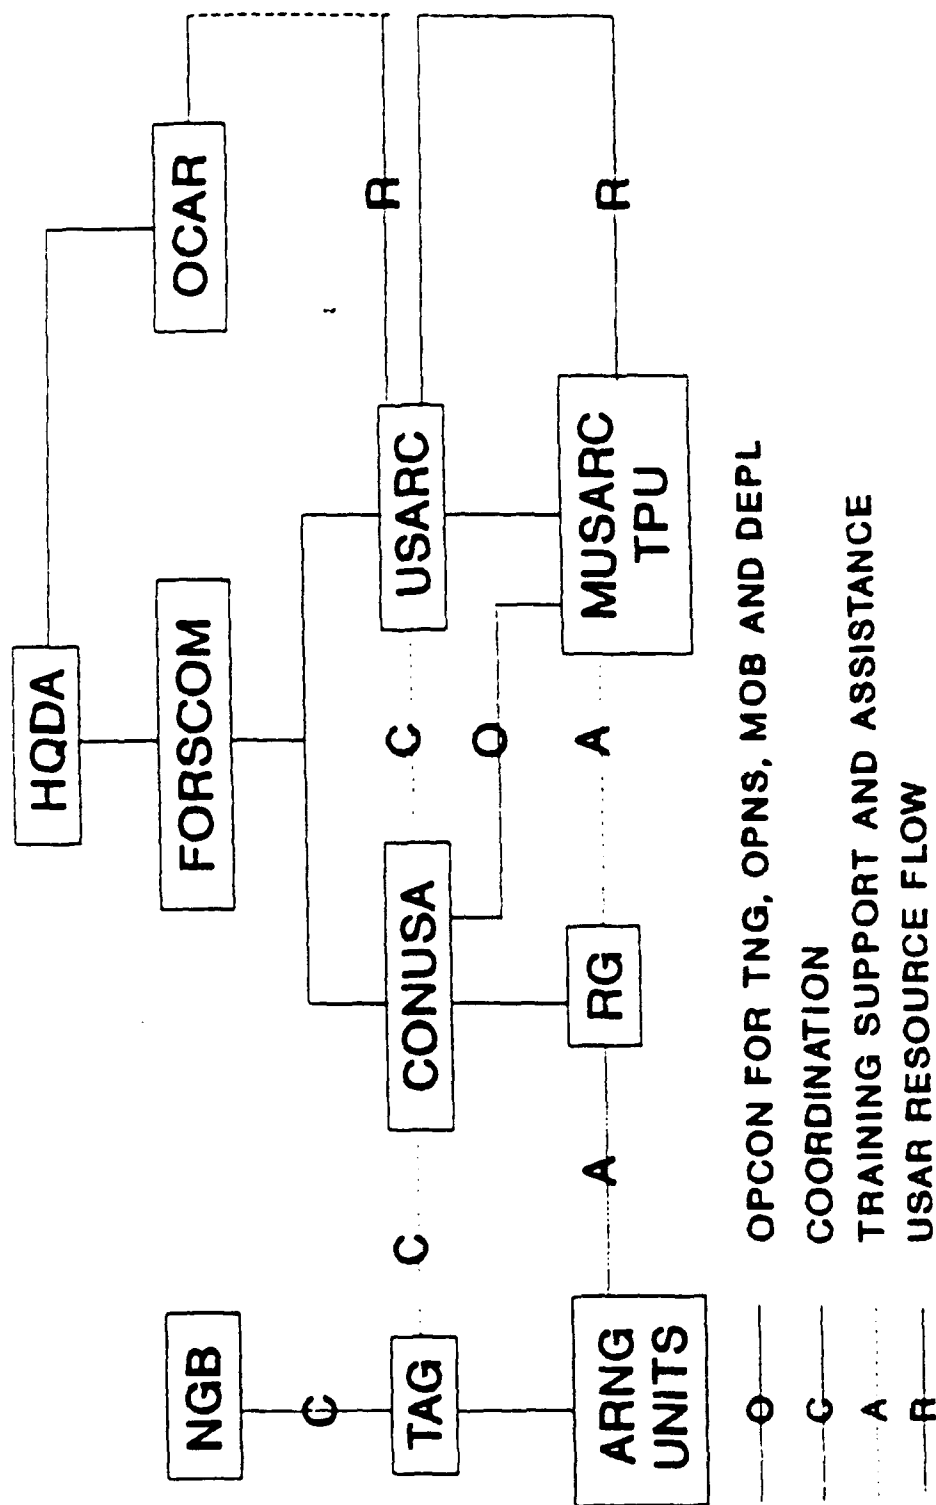 HQDA
OCAR
NGB
FORSCOM
R
C
TAG
C
CONUSA
C
USARC
O
ARNG
UNITS
A
RG
A
MUSARC
TPU
R
O OPCON FOR TNG, OPNS, MOB AND DEPL
C COORDINATION
A TRAINING SUPPORT AND ASSISTANCE
R USAR RESOURCE FLOW